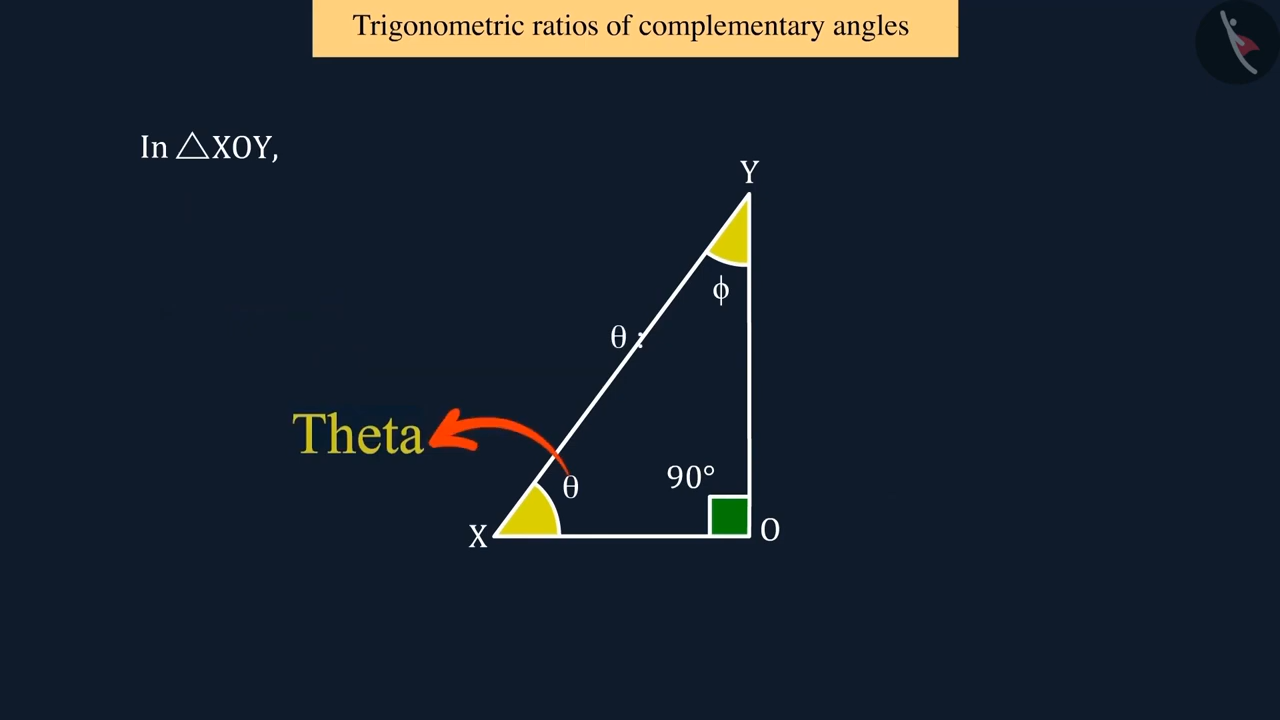 Trigonometric ratios of complementary angles
In △XOY,
Y
ϕ
θ :
Theta
θ
90°
X
O